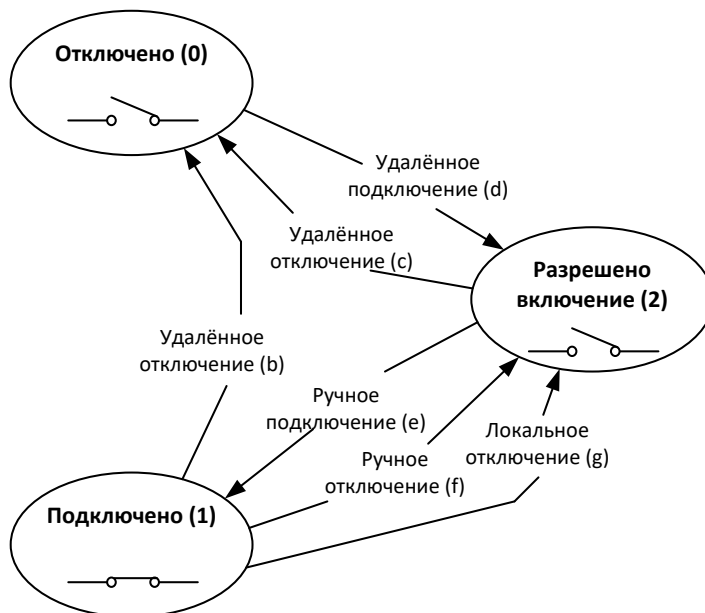 Отключено (0)
Удалённое
подключение (d)
Удалённое
отключение (c)
Разрешено
включение (2)
Удалённое
отключение (b)
Ручное
подключение (e)
Локальное
отключение (g)
Ручное
отключение (f)
Подключено (1)